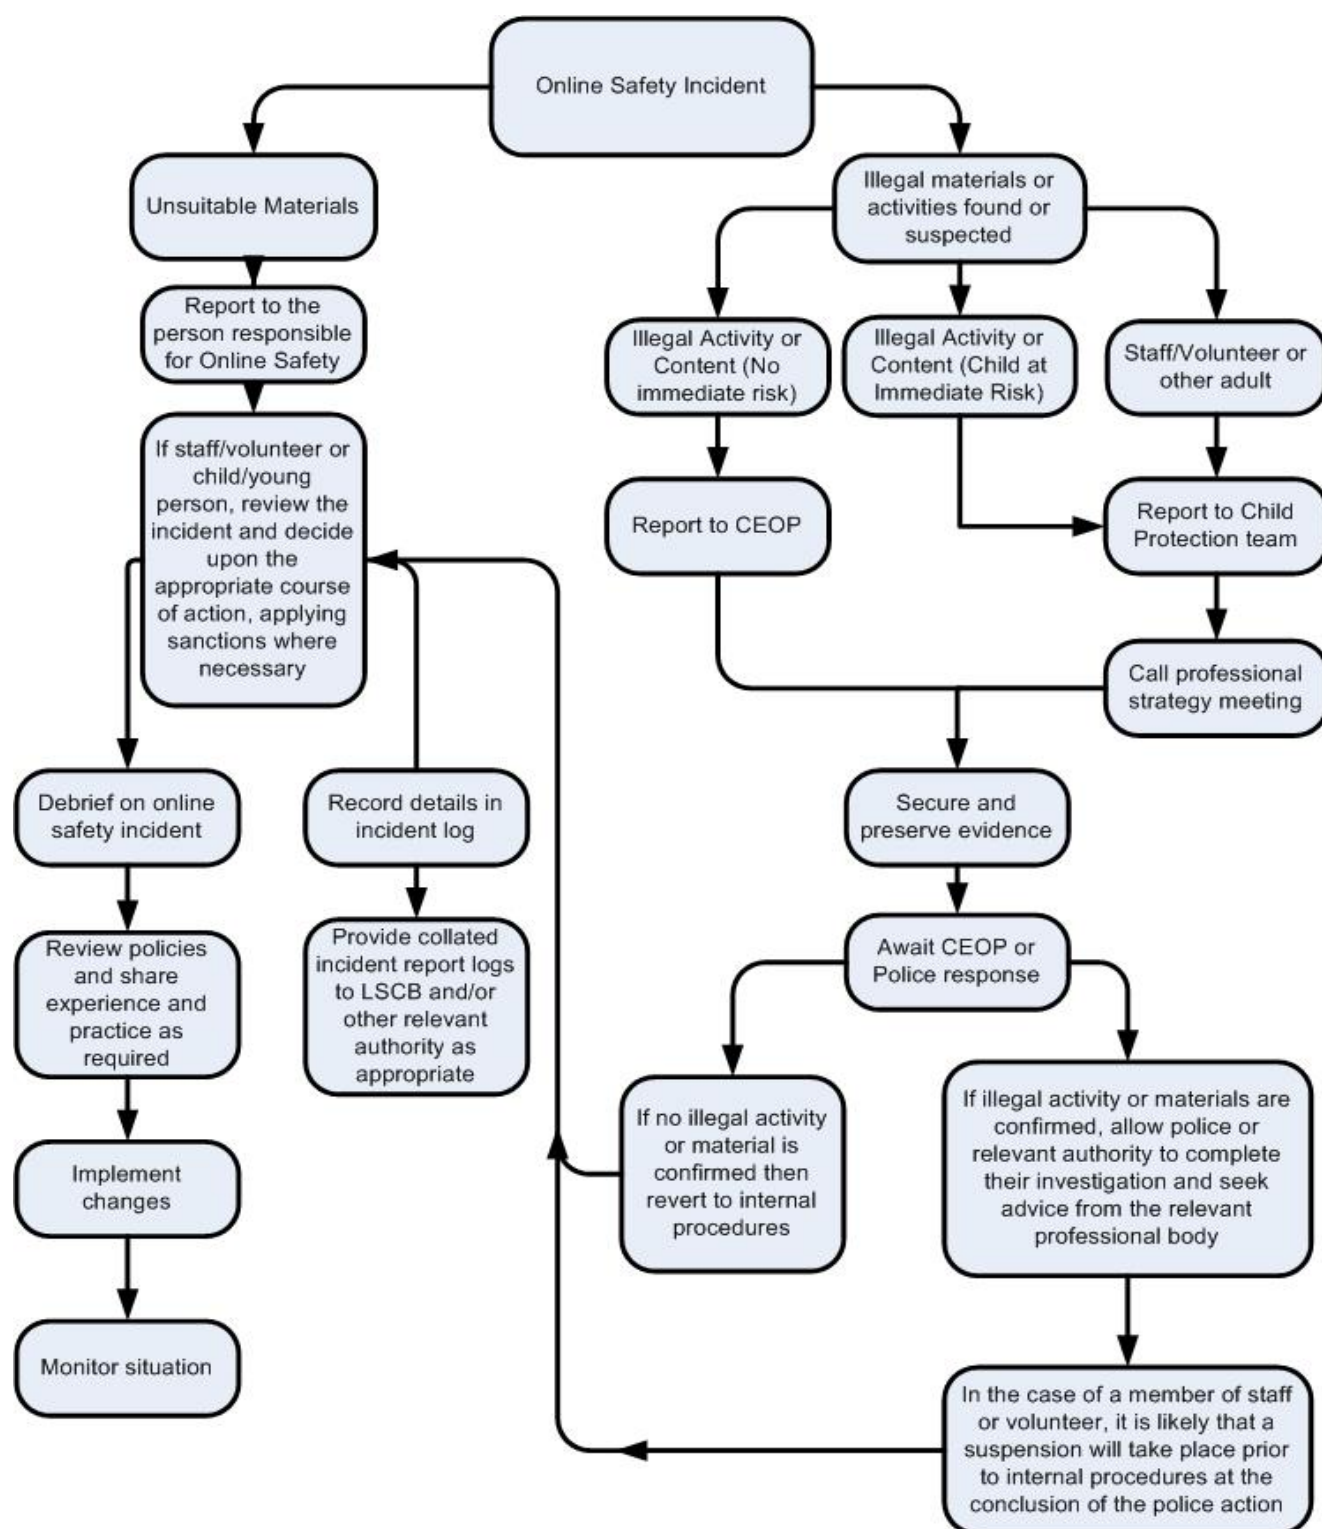 Online Safety Incident
Unsuitable Materials
Illegal materials or
activities found or
suspected
Report to the
person responsible
for Online Safety
Illegal Activity or
Content (No
immediate risk)
Illegal Activity or
Content (Child at
Immediate Risk)
Staff/Volunteer or
other adult
If staff/volunteer or
child/young
person, review the
incident and decide
upon the
appropriate course
of action, applying
sanctions where
necessary
Report to CEOP
Report to Child
Protection team
Call professional
strategy meeting
Debrief on online
safety incident
Record details in
incident log
Secure and
preserve evidence
Review policies
and share
experience and
practice as
required
Provide collated
incident report logs
to LSCB and/or
other relevant
authority as
appropriate
Await CEOP or
Police response
If no illegal activity
or material is
confirmed then
revert to internal
procedures
If illegal activity or materials are
confirmed, allow police or
relevant authority to complete
their investigation and seek
advice from the relevant
professional body
Implement
changes
Monitor situation
In the case of a member of staff
or volunteer, it is likely that a
suspension will take place prior
to internal procedures at the
conclusion of the police action